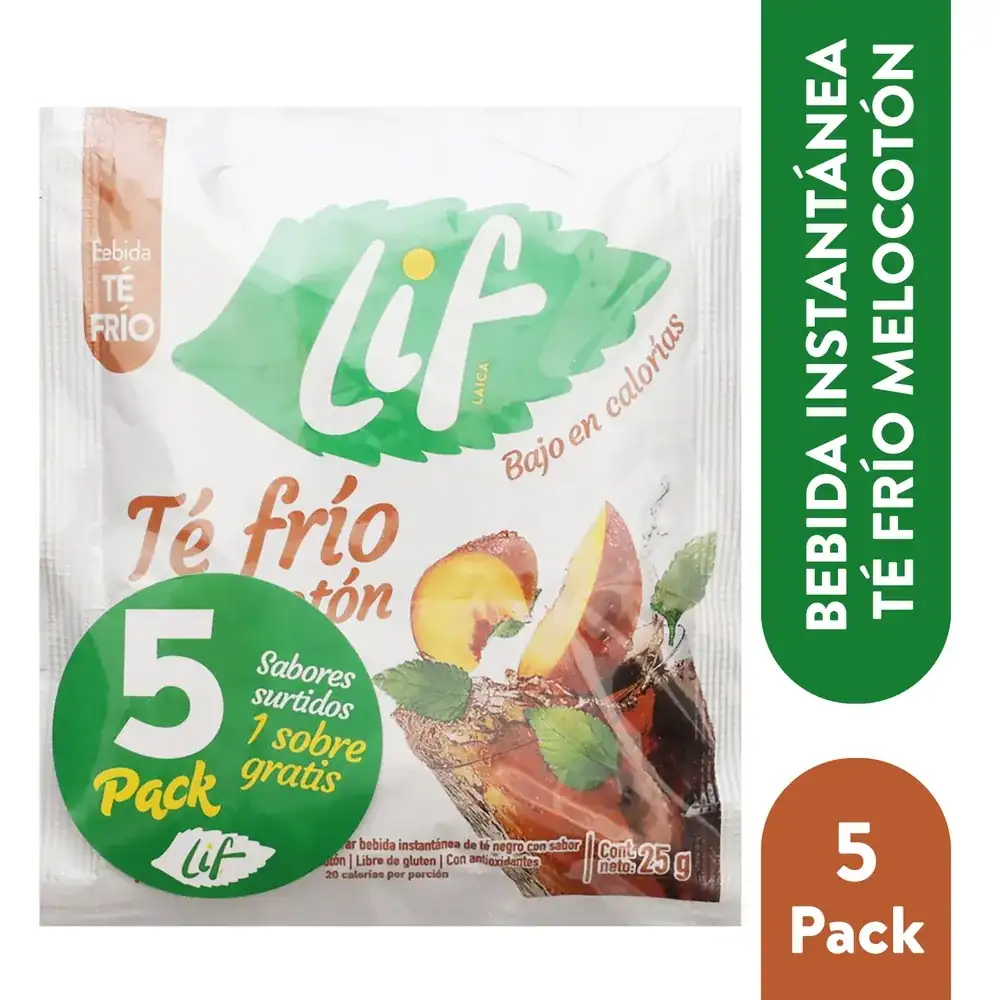 Bebida
TÉ
FRÍO
Lif
LAICA
Bajo en calorías
Té frío
5
Pack
Sabores
surtidos
1 sobre
gratis
Lif
bebida instantánea de té negro con sabor
Libre de gluten | Con antioxidantes
20 calorías por porción
Cont.
neto: 25 g
BEBIDA INSTANTÁNEA
TÉ FRÍO MELOCOTÓN
5
Pack